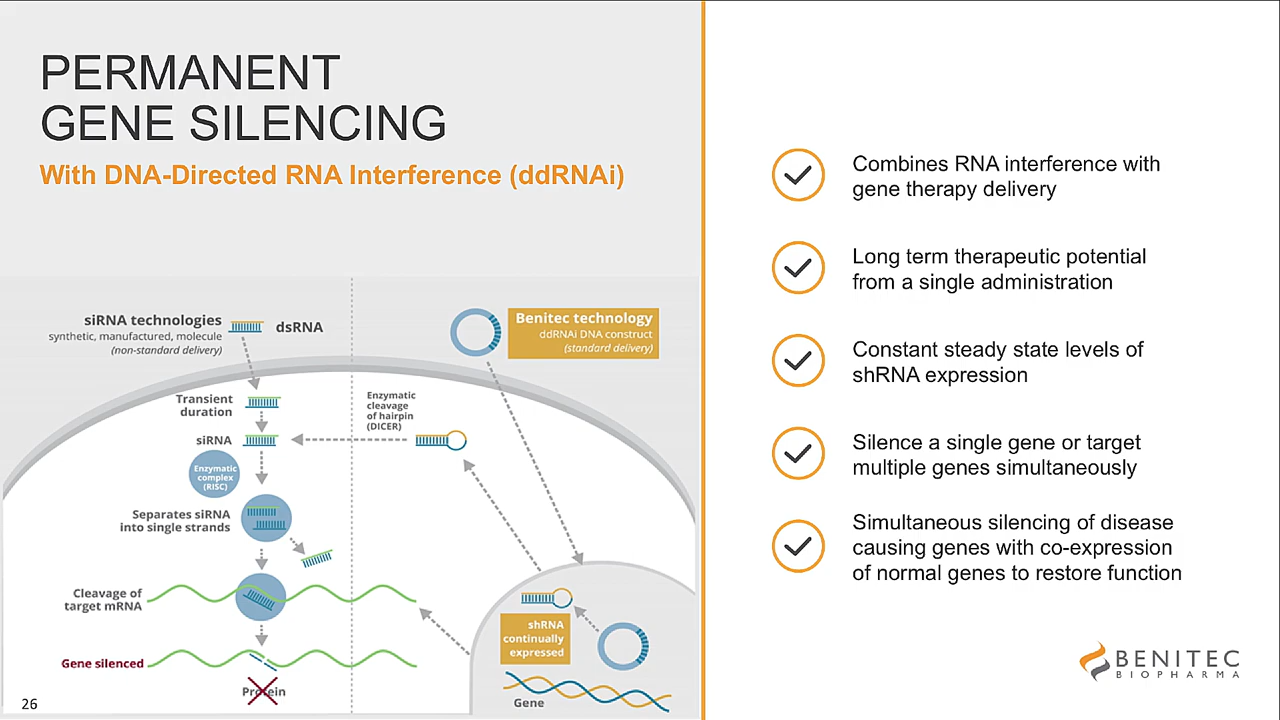 PERMANENT
GENE SILENCING
With DNA-Directed RNA Interference (ddRNAi)
siRNA technologies
synthetic, manufactured, molecule
(non-standard delivery)
dsRNA
Benitec technology
ddRNAi DNA construct
(standard delivery)
Transient
duration
Enzymatic
cleavage
of hairpin
(DICER)
siRNA
Enzymatic
complex
(RISC)
Separates siRNA
into single strands
Cleavage of
target mRNA
Gene silenced
Protein
shRNA
continually
expressed
Gene
26
Combines RNA interference with
gene therapy delivery
Long term therapeutic potential
from a single administration
Constant steady state levels of
shRNA expression
Silence a single gene or target
multiple genes simultaneously
Simultaneous silencing of disease
causing genes with co-expression
of normal genes to restore function
BENITEC
BIOPHARMA